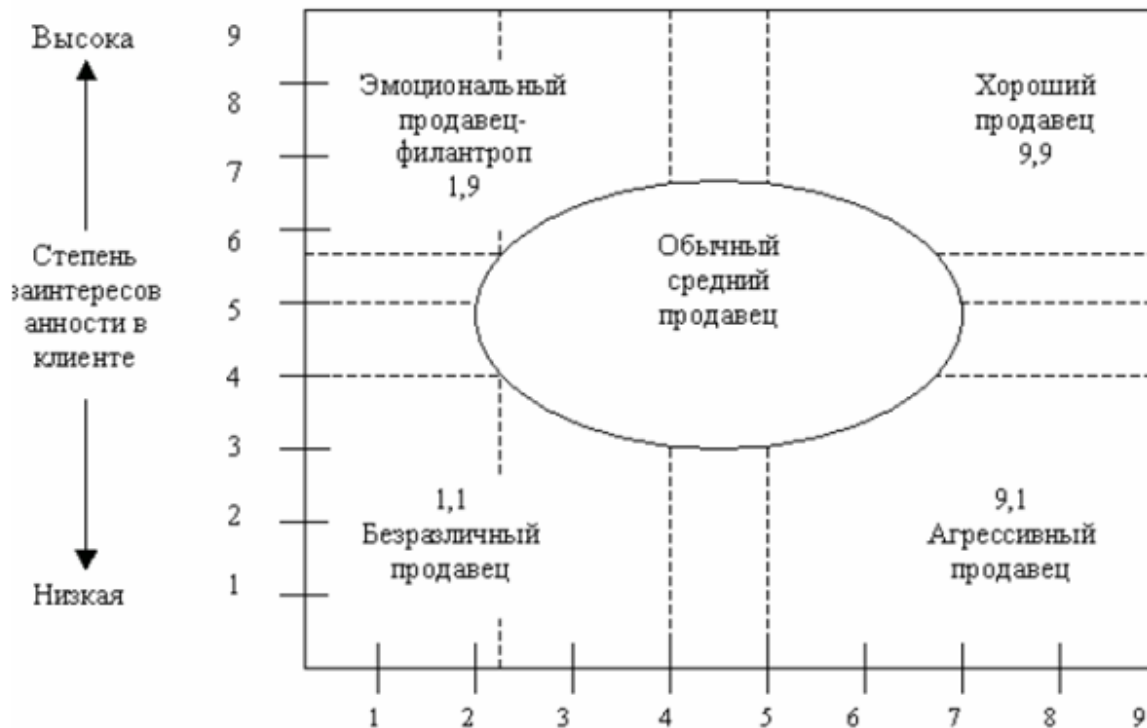 Высока
Степень
заинтересов
анности в
клиенте
Низкая
9
8
7
6
5
4
3
2
1
Эмоциональный
продавец-
филантроп
1,9
Хороший
продавец
9,9
Обычный
средний
продавец
1,1
Безразличный
продавец
9,1
Агрессивный
продавец
1 2 3 4 5 6 7 8 9